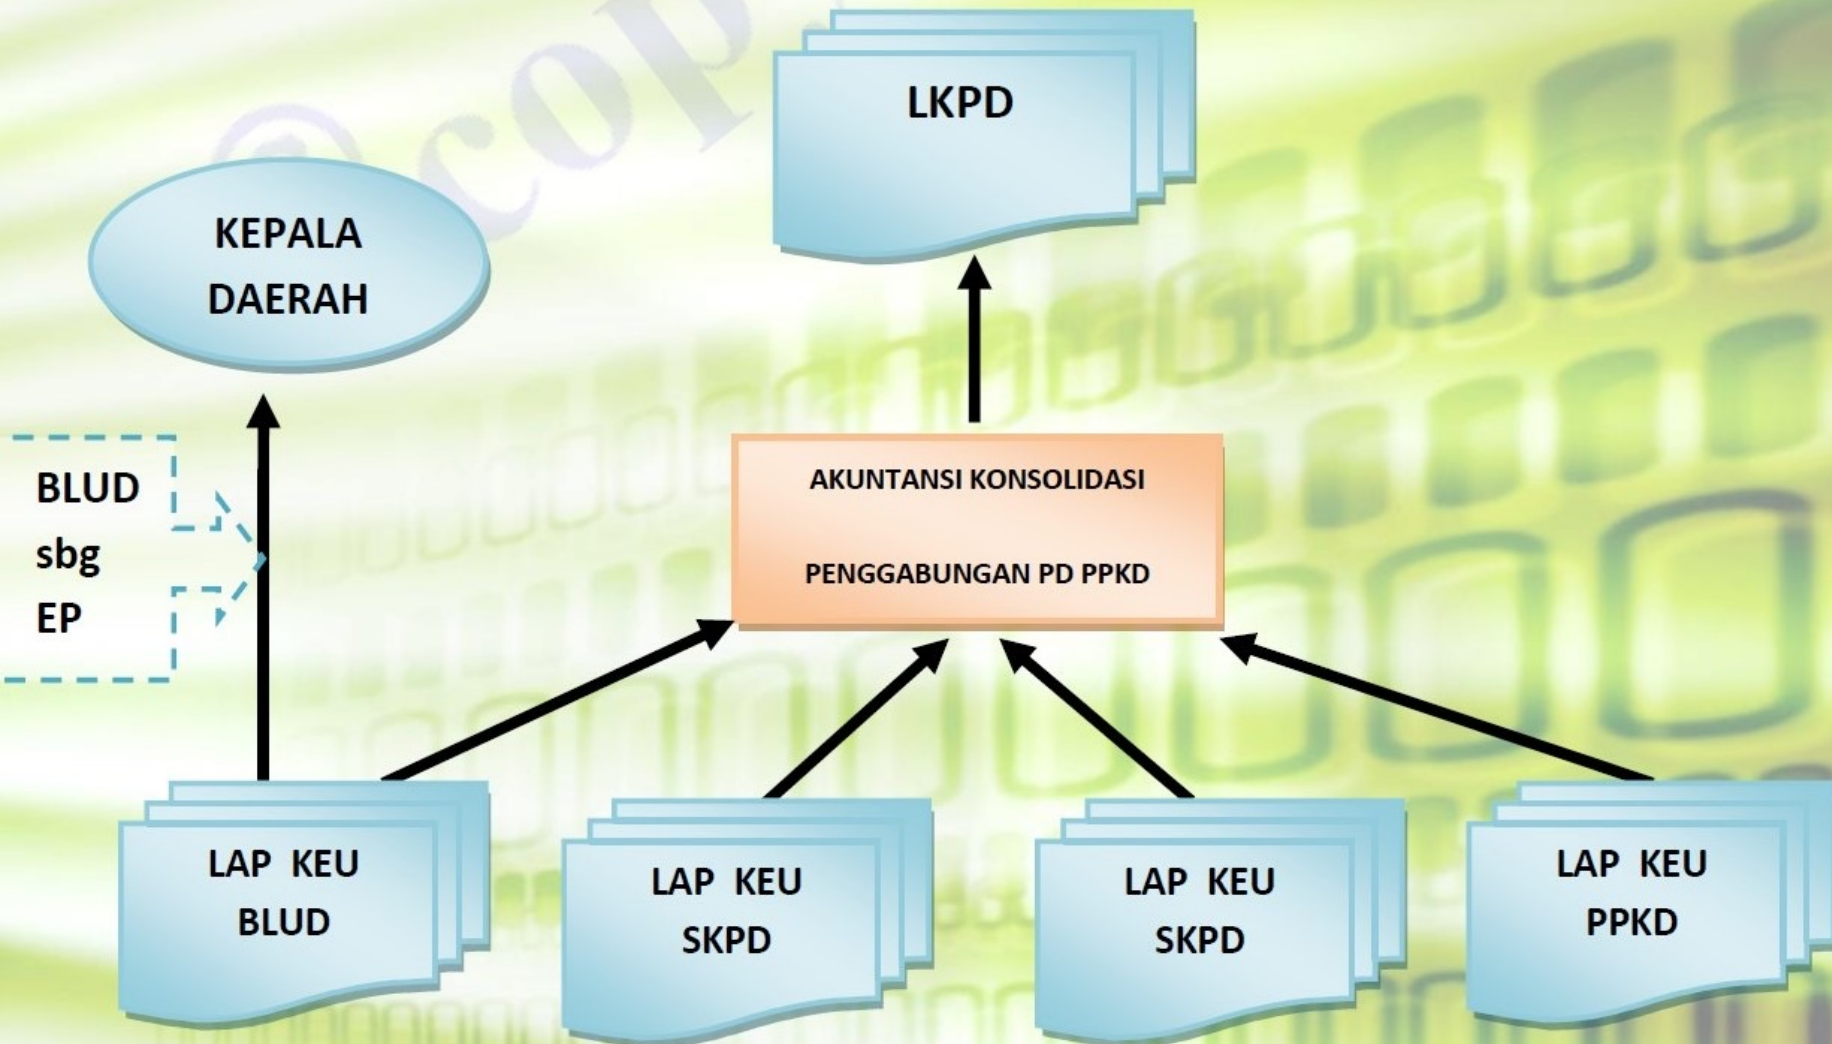 © cop
LKPD
KEPALA
DAERAH
BLUD
sbg
EP
AKUNTANSI KONSOLIDASI
PENGGABUNGAN PD PPKD
LAP KEU
BLUD
LAP KEU
SKPD
LAP KEU
SKPD
LAP KEU
PPKD